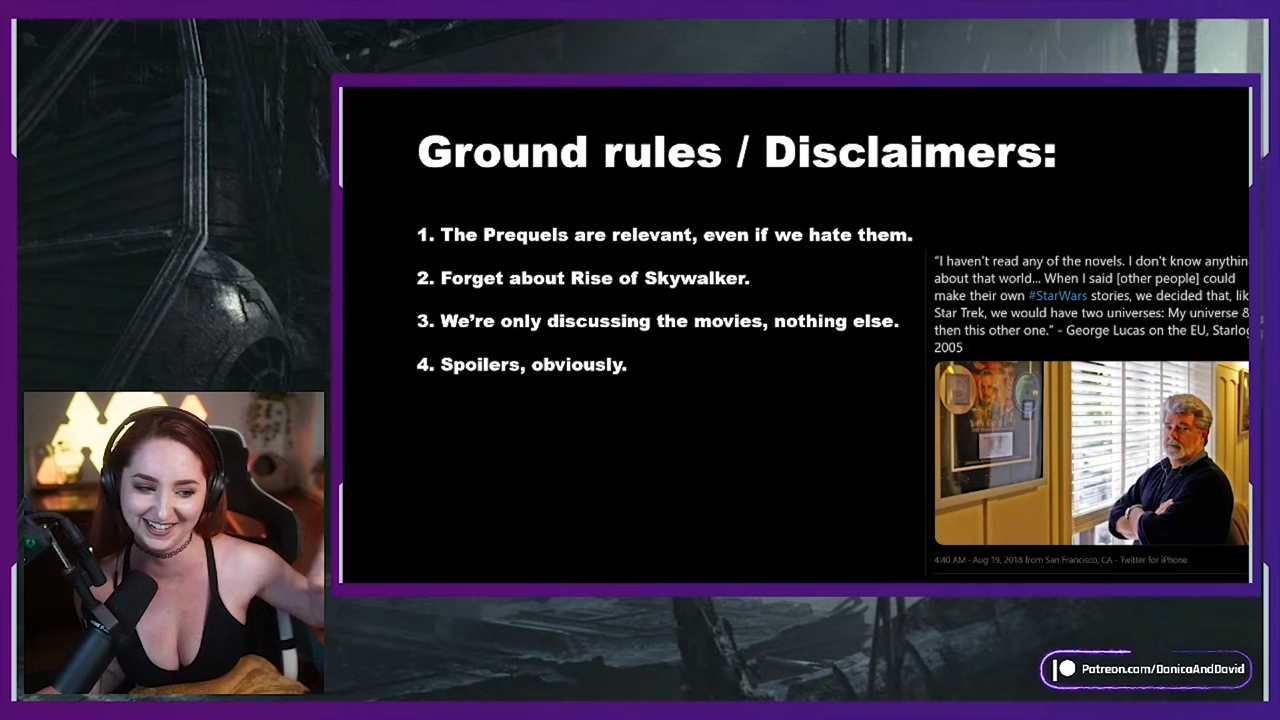 Ground rules / Disclaimers:
1. The Prequels are relevant, even if we hate them.
2. Forget about Rise of Skywalker.
3. We’re only discussing the movies, nothing else.
4. Spoilers, obviously.
“I haven't read any of the novels. I don't know anythin
about that world... When I said [other people] could
make their own #StarWars stories, we decided that, lik
Star Trek, we would have two universes: My universe &
then this other one.” - George Lucas on the EU, Starlog
2005
4:40 AM - Aug 19, 2018 from San Francisco, CA - Twitter for iPhone
Patreon.com/DanicaAndDavid